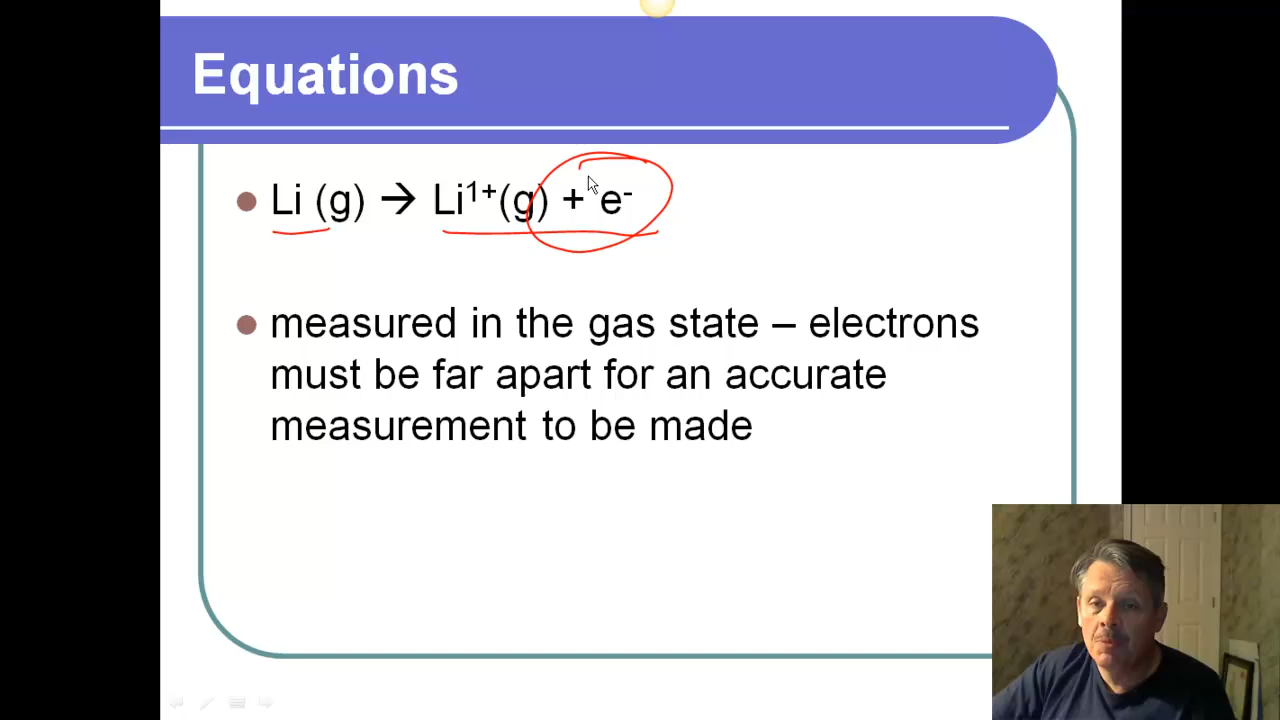 Equations
Li (g) → Li¹⁺(g) + e⁻
measured in the gas state – electrons
must be far apart for an accurate
measurement to be made